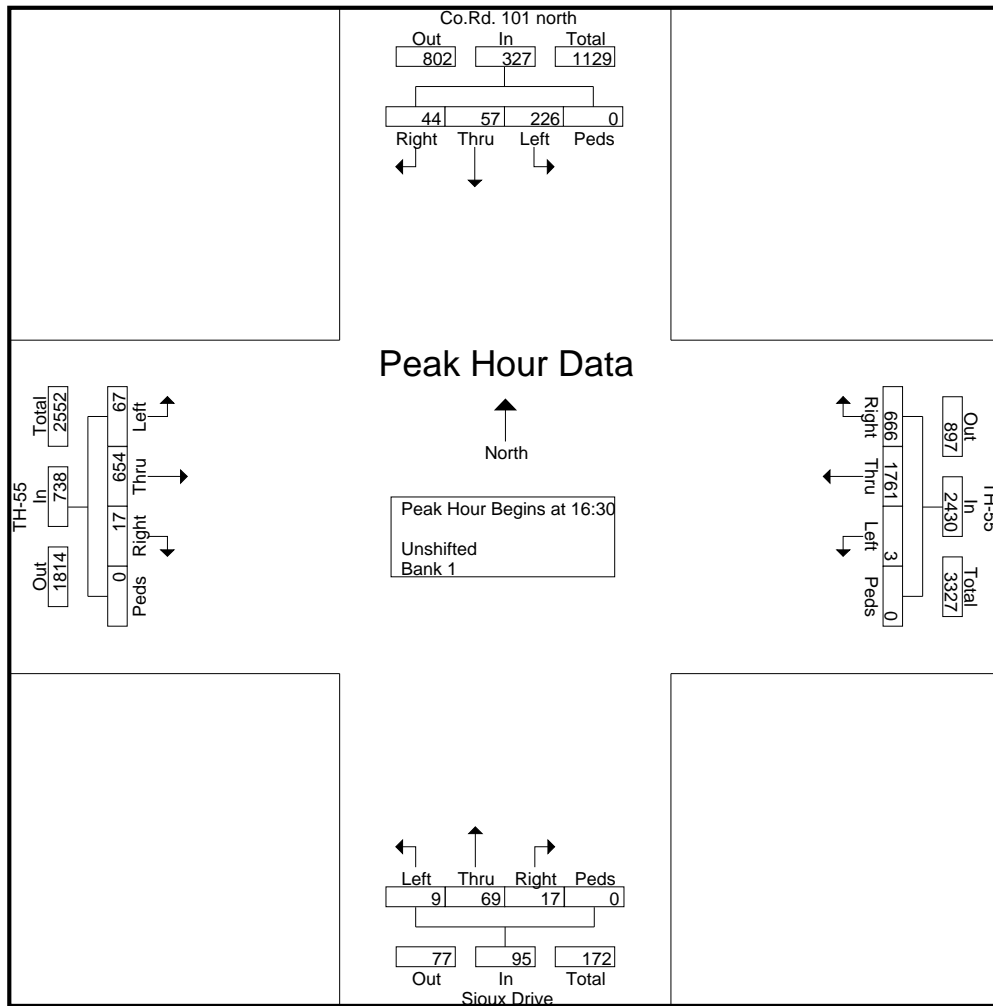 Co.Rd. 101 north
Out In Total
802 327 1129
44 57 226 0
Right Thru Left Peds
Peak Hour Data
North
Peak Hour Begins at 16:30
Unshifted
Bank 1
TH-55
Out In Total
1814 738 2552
67 654 17 0
Left Thru Right Peds
Right Thru Left Peds
666 1761 3 0
Out In Total
897 2430 3327
TH-55
Left Thru Right Peds
9 69 17 0
77 95 172
Out In Total
Sioux Drive